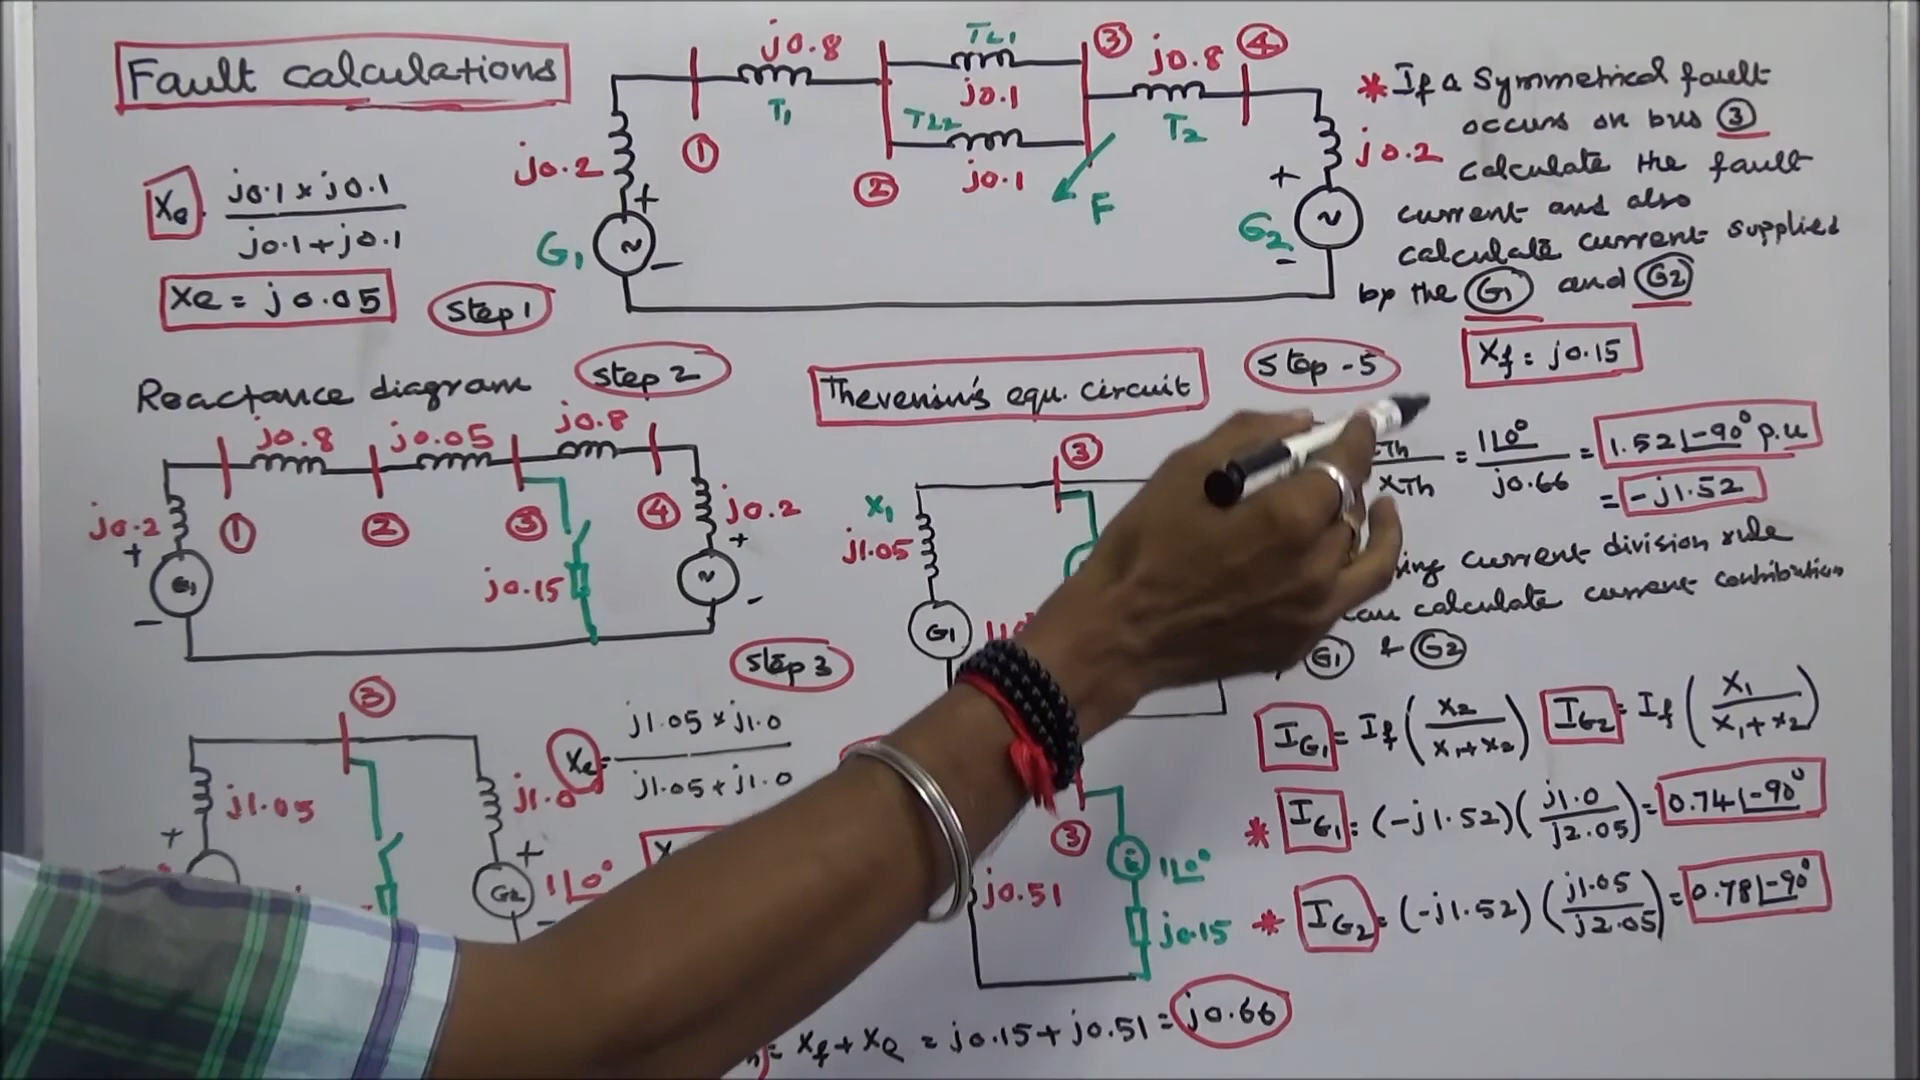 Fault calculations
Xe = j0.1 × j0.1
j0.1 + j0.1
Xe = j0.05
Step 1
j0.2
G1
+
-
1
j0.8
T1
2
TL1
j0.1
TL2
j0.1
3
F
j0.8
T2
4
j0.2
+
G2
-
* If a Symmetrical fault
occurs on bus 3
calculate the fault
current and also
calculate current supplied
by the G1 and G2
Xf = j0.15
Reactance diagram
step 2
j0.2
+
G1
-
1
j0.8
2
j0.05
3
j0.15
j0.8
4
j0.2
+
-
step 3
3
j1.05
+
j1.0
+
G2
1∟0°
-
Xe = j1.05 × j1.0
j1.05 + j1.0
Thevenin's equ. circuit
X1
j1.05
G1
3
j0.51
3
1∟0°
j0.15
= Xf + Xe = j0.15 + j0.51 = j0.66
Step -5
XTh
= 1∟0°
j0.66
= 1.52∟-90° p.u
= -j1.52
current division rule
can calculate current contribution
G1 & G2
IG1 = If (X2 / X1+X2) IG2 = If (X1 / X1+X2)
* IG1 = (-j1.52) (j1.0 / j2.05) = 0.74∟-90°
* IG2 = (-j1.52) (j1.05 / j2.05) = 0.78∟-90°